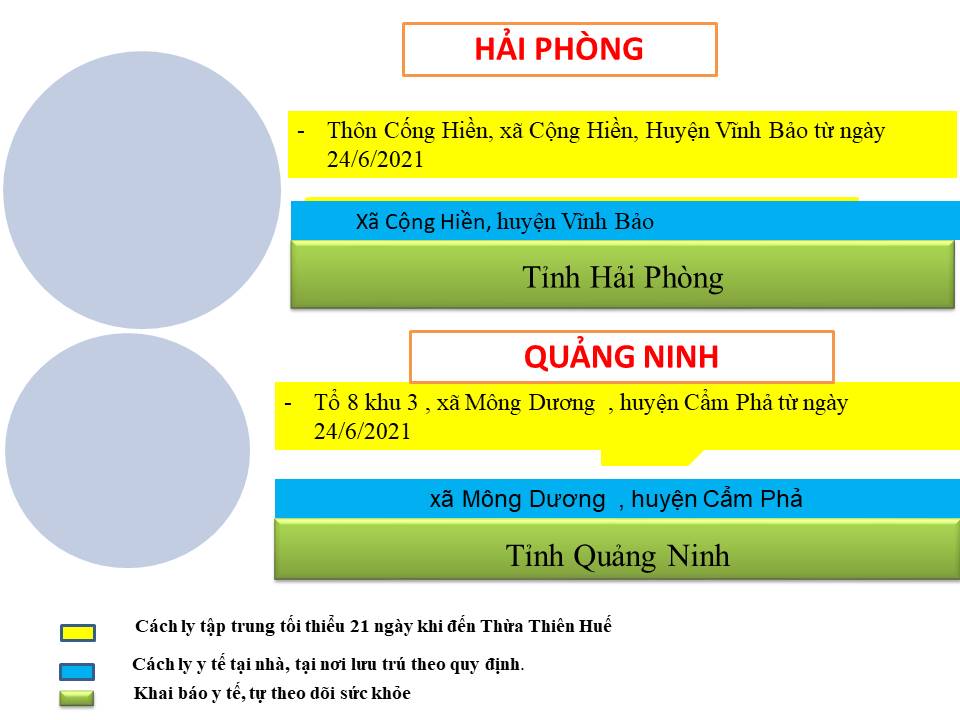 HẢI PHÒNG
- Thôn Cống Hiền, xã Cộng Hiền, Huyện Vĩnh Bảo từ ngày
24/6/2021
Xã Cộng Hiền, huyện Vĩnh Bảo
Tỉnh Hải Phòng
QUẢNG NINH
- Tổ 8 khu 3 , xã Mông Dương , huyện Cẩm Phả từ ngày
24/6/2021
xã Mông Dương , huyện Cẩm Phả
Tỉnh Quảng Ninh
Cách ly tập trung tối thiểu 21 ngày khi đến Thừa Thiên Huế
Cách ly y tế tại nhà, tại nơi lưu trú theo quy định.
Khai báo y tế, tự theo dõi sức khỏe